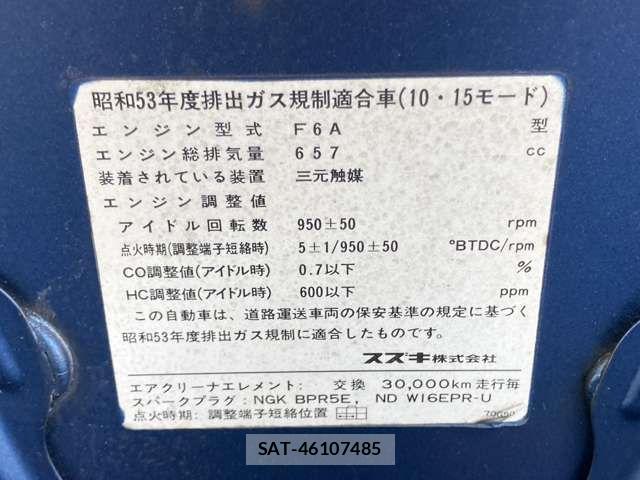 昭和53年度排出ガス規制適合車(10・15モード)
エンジン型式 F6A 型
エンジン総排気量 657 cc
装着されている装置 三元触媒
エンジン調整値
アイドル回転数 950±50 rpm
点火時期(調整端子短絡時) 5±1/950±50 °BTDC/rpm
CO調整値(アイドル時) 0.7以下 %
HC調整値(アイドル時) 600以下 ppm
この自動車は、道路運送車両の保安基準の規定に基づく
昭和53年度排出ガス規制に適合したものです。
スズキ株式会社
エアクリーナエレメント: 交換 30,000km走行毎
スパークプラグ: NGK BPR5E, ND W16EPR-U
点火時期: 調整端子短絡位置
SAT-46107485